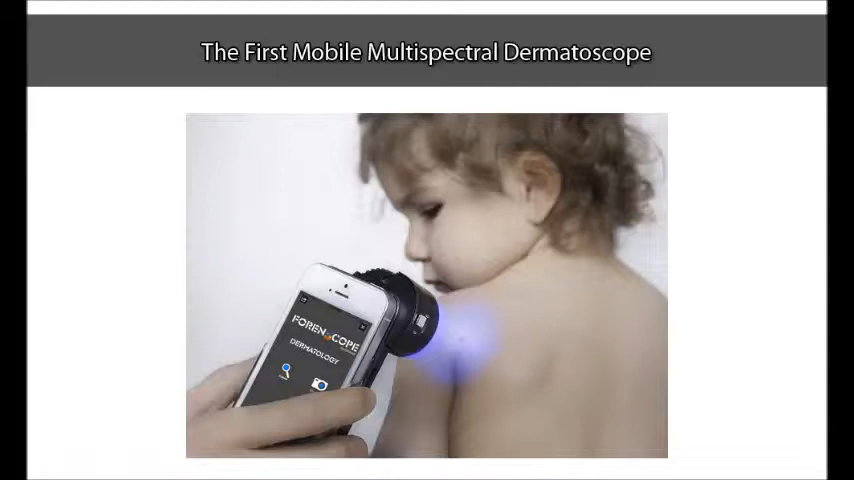 The First Mobile Multispectral Dermatoscope
FORENSCOPE
DERMATOLOGY